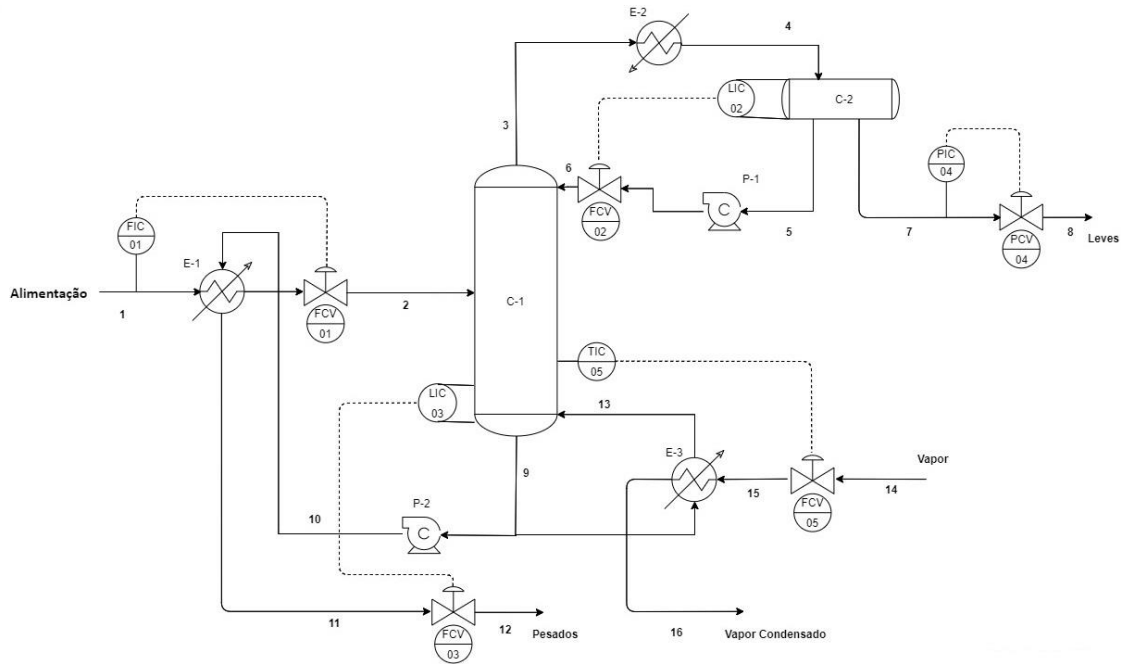 E-2
4
LIC
02
C-2
3
6
P-1
PIC
04
FCV
02
5
7
PCV
04
8
Leves
FIC
01
E-1
Alimentação
1
FCV
01
2
C-1
TIC
05
LIC
03
13
9
E-3
Vapor
15
14
FCV
05
P-2
10
C
C
11
FCV
03
12
Pesados
16
Vapor Condensado